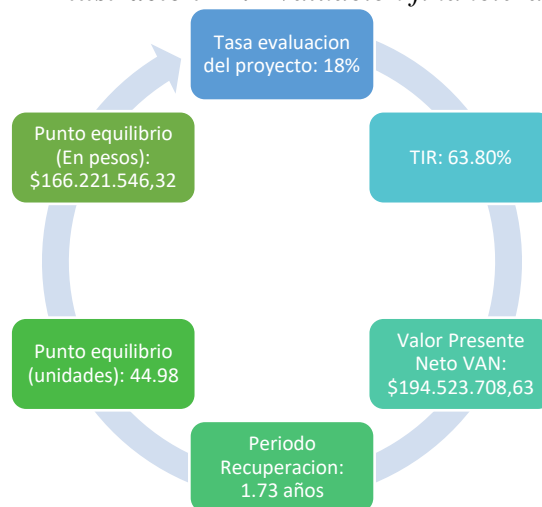 Tasa evaluacion
del proyecto: 18%
TIR: 63.80%
Valor Presente
Neto VAN:
$194.523.708,63
Periodo
Recuperacion:
1.73 años
Punto equilibrio
(unidades): 44.98
Punto equilibrio
(En pesos):
$166.221.546,32